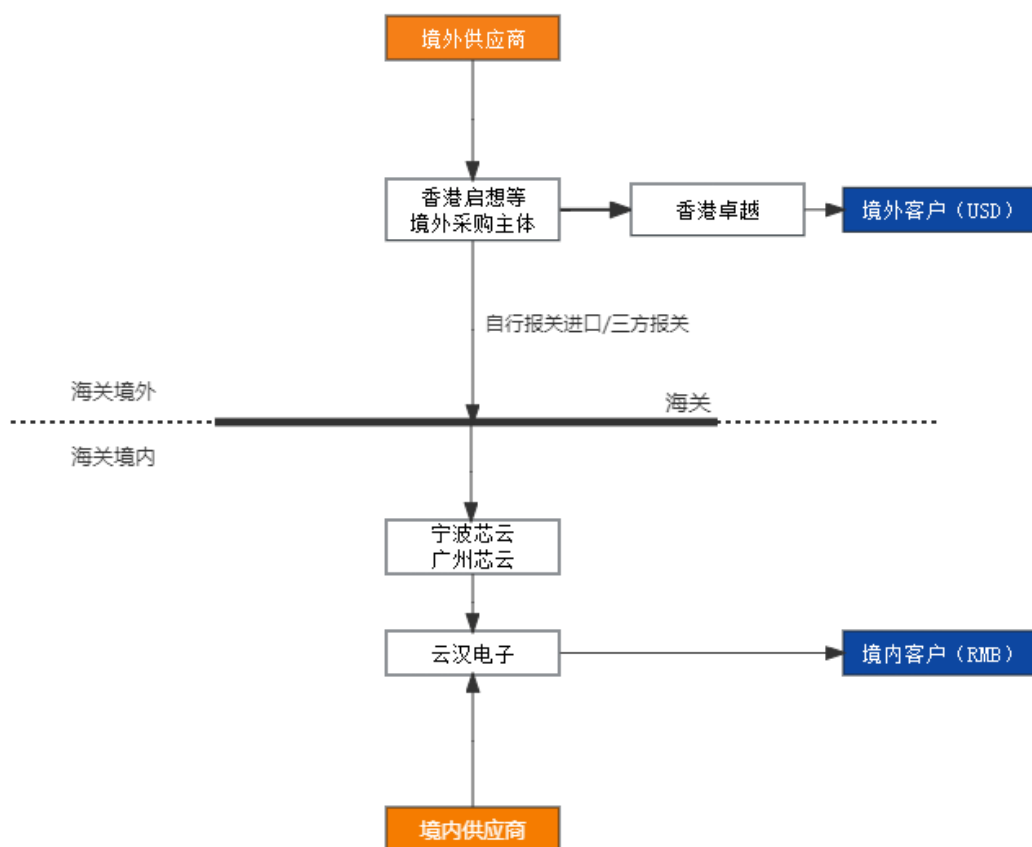 境外供应商
香港启想等
境外采购主体
香港卓越
境外客户（USD）
自行报关进口/三方报关
海关境外
海关
海关境内
宁波芯云
广州芯云
云汉电子
境内客户（RMB）
境内供应商